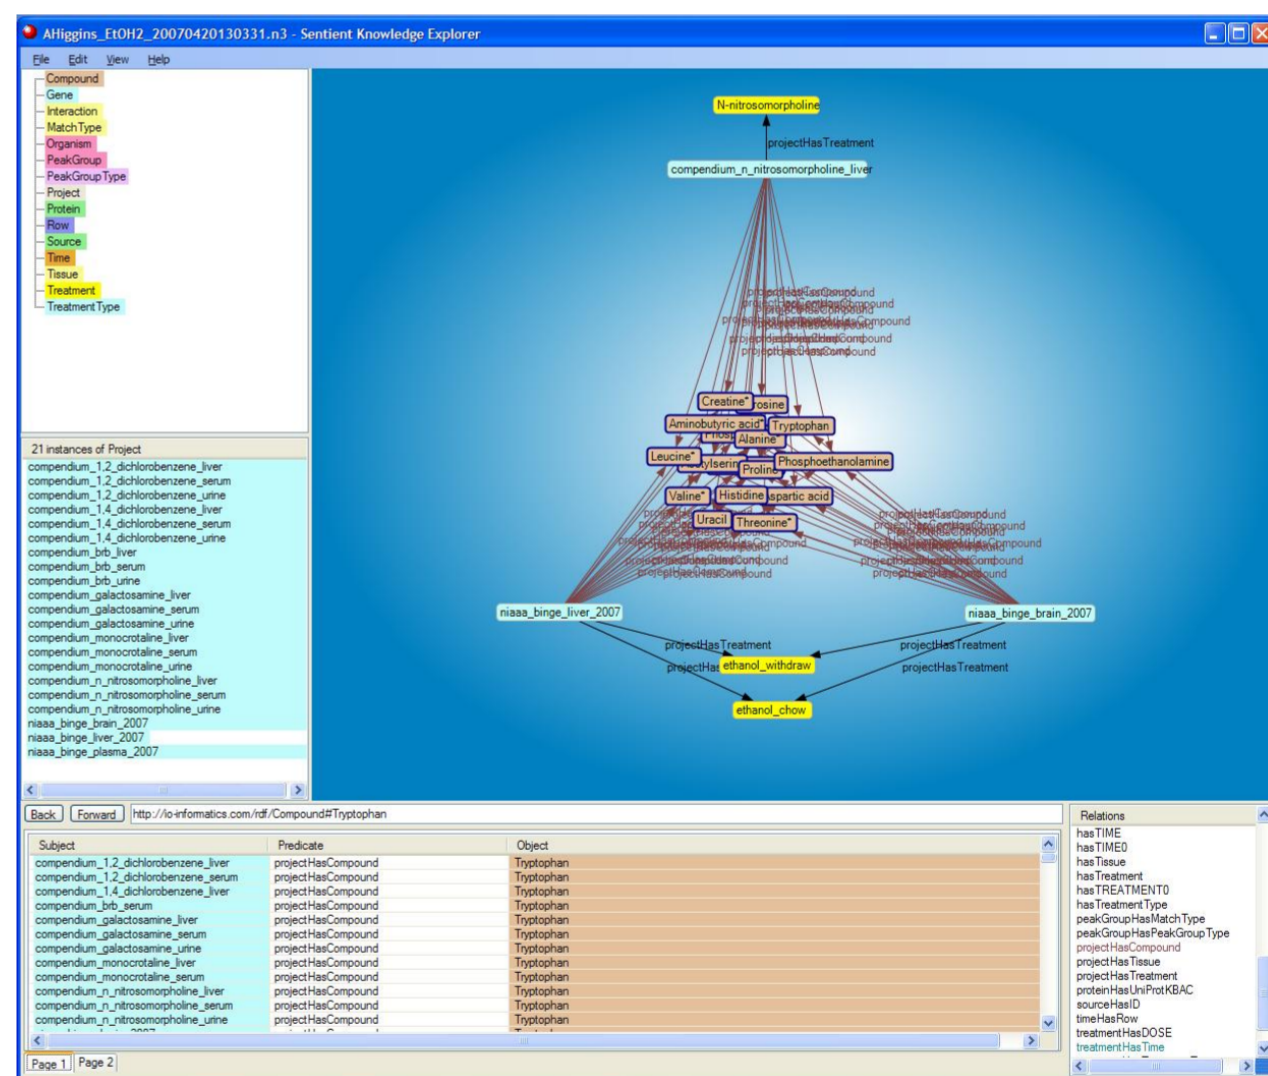 AHiggins_EtOH2_20070420130331.n3 - Sentient Knowledge Explorer
File Edit View Help
Compound
Gene
Interaction
MatchType
Organism
PeakGroup
PeakGroupType
Project
Protein
Row
Source
Time
Tissue
Treatment
TreatmentType
21 instances of Project
compendium_1,2_dichlorobenzene_liver
compendium_1,2_dichlorobenzene_serum
compendium_1,2_dichlorobenzene_urine
compendium_1,4_dichlorobenzene_liver
compendium_1,4_dichlorobenzene_serum
compendium_1,4_dichlorobenzene_urine
compendium_brb_liver
compendium_brb_serum
compendium_brb_urine
compendium_galactosamine_liver
compendium_galactosamine_serum
compendium_galactosamine_urine
compendium_monocrotaline_liver
compendium_monocrotaline_serum
compendium_monocrotaline_urine
compendium_n_nitrosomorpholine_liver
compendium_n_nitrosomorpholine_serum
compendium_n_nitrosomorpholine_urine
niaaa_binge_brain_2007
niaaa_binge_liver_2007
niaaa_binge_plasma_2007
N-nitrosomorpholine
projectHasTreatment
compendium_n_nitrosomorpholine_liver
Creatine*
Aminobutyric acid*
Tryptophan
Alanine*
Leucine*
Proline
Phosphoethanolamine
Valine*
Histidine
Uracil
Threonine*
niaaa_binge_liver_2007
niaaa_binge_brain_2007
projectHasTreatment
projectHasTreatment
ethanol_withdraw
projectHasTreatment
ethanol_chow
Back Forward http://io-informatics.com/rdf/Compound#Tryptophan
Subject Predicate Object
compendium_1,2_dichlorobenzene_liver projectHasCompound Tryptophan
compendium_1,2_dichlorobenzene_serum projectHasCompound Tryptophan
compendium_1,4_dichlorobenzene_liver projectHasCompound Tryptophan
compendium_brb_serum projectHasCompound Tryptophan
compendium_galactosamine_liver projectHasCompound Tryptophan
compendium_galactosamine_serum projectHasCompound Tryptophan
compendium_galactosamine_urine projectHasCompound Tryptophan
compendium_monocrotaline_liver projectHasCompound Tryptophan
compendium_monocrotaline_serum projectHasCompound Tryptophan
compendium_n_nitrosomorpholine_liver projectHasCompound Tryptophan
compendium_n_nitrosomorpholine_serum projectHasCompound Tryptophan
compendium_n_nitrosomorpholine_urine projectHasCompound Tryptophan
Page 1 Page 2
Relations
hasTIME
hasTIME0
hasTissue
hasTreatment
hasTREATMENT0
hasTreatmentType
peakGroupHasMatchType
peakGroupHasPeakGroupType
projectHasCompound
projectHasTissue
projectHasTreatment
proteinHasUniProtKBAC
sourceHasID
timeHasRow
treatmentHasDOSE
treatmentHasTime